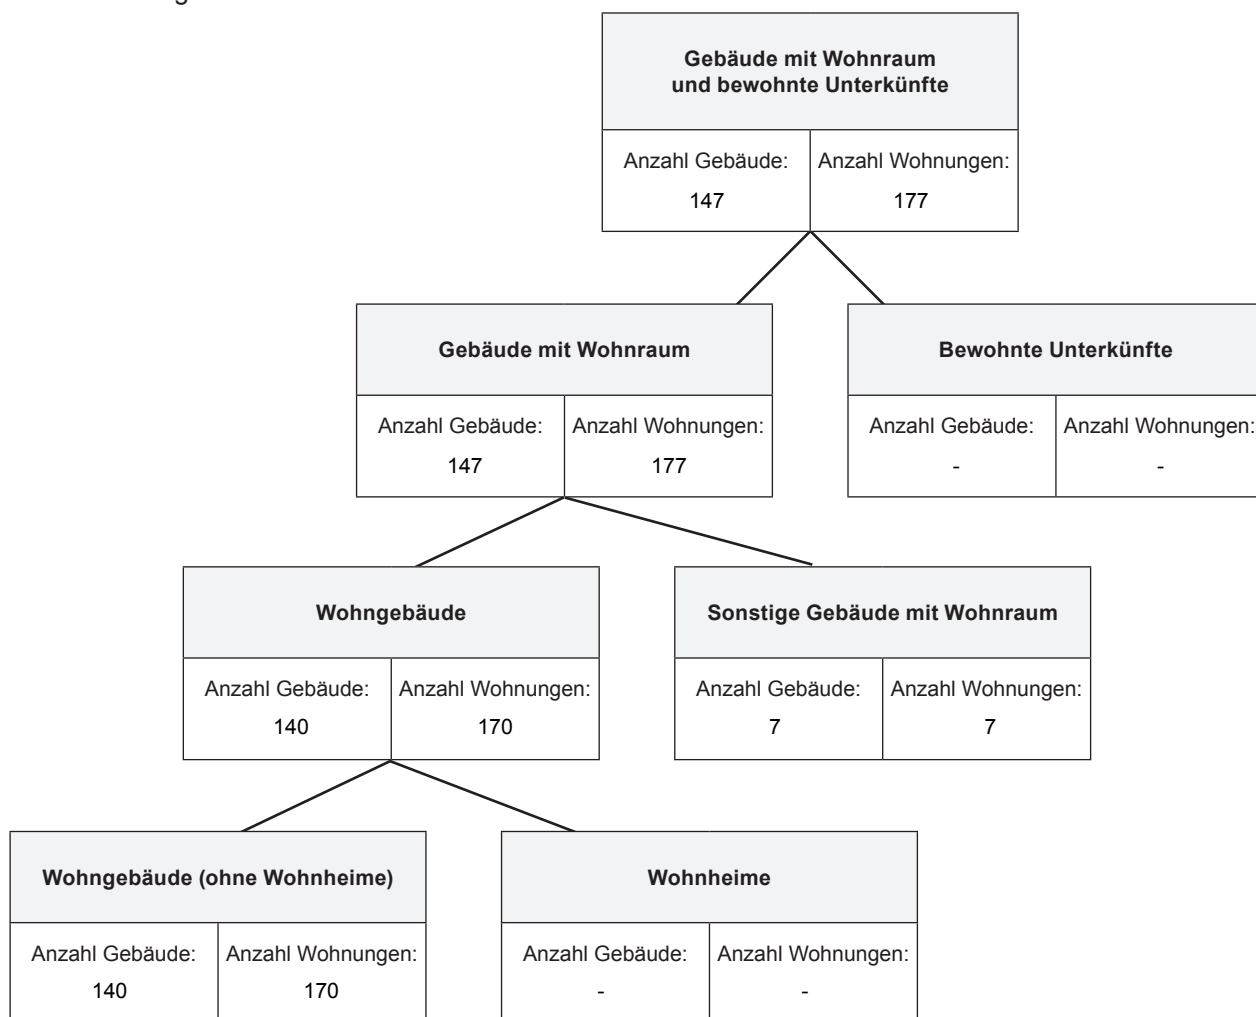 Gebäude mit Wohnraum
und bewohnte Unterkünfte
Anzahl Gebäude: Anzahl Wohnungen:
147 177
Gebäude mit Wohnraum
Anzahl Gebäude: Anzahl Wohnungen:
147 177
Bewohnte Unterkünfte
Anzahl Gebäude: Anzahl Wohnungen:
- -
Wohngebäude
Anzahl Gebäude: Anzahl Wohnungen:
140 170
Sonstige Gebäude mit Wohnraum
Anzahl Gebäude: Anzahl Wohnungen:
7 7
Wohngebäude (ohne Wohnheime)
Anzahl Gebäude: Anzahl Wohnungen:
140 170
Wohnheime
Anzahl Gebäude: Anzahl Wohnungen:
- -